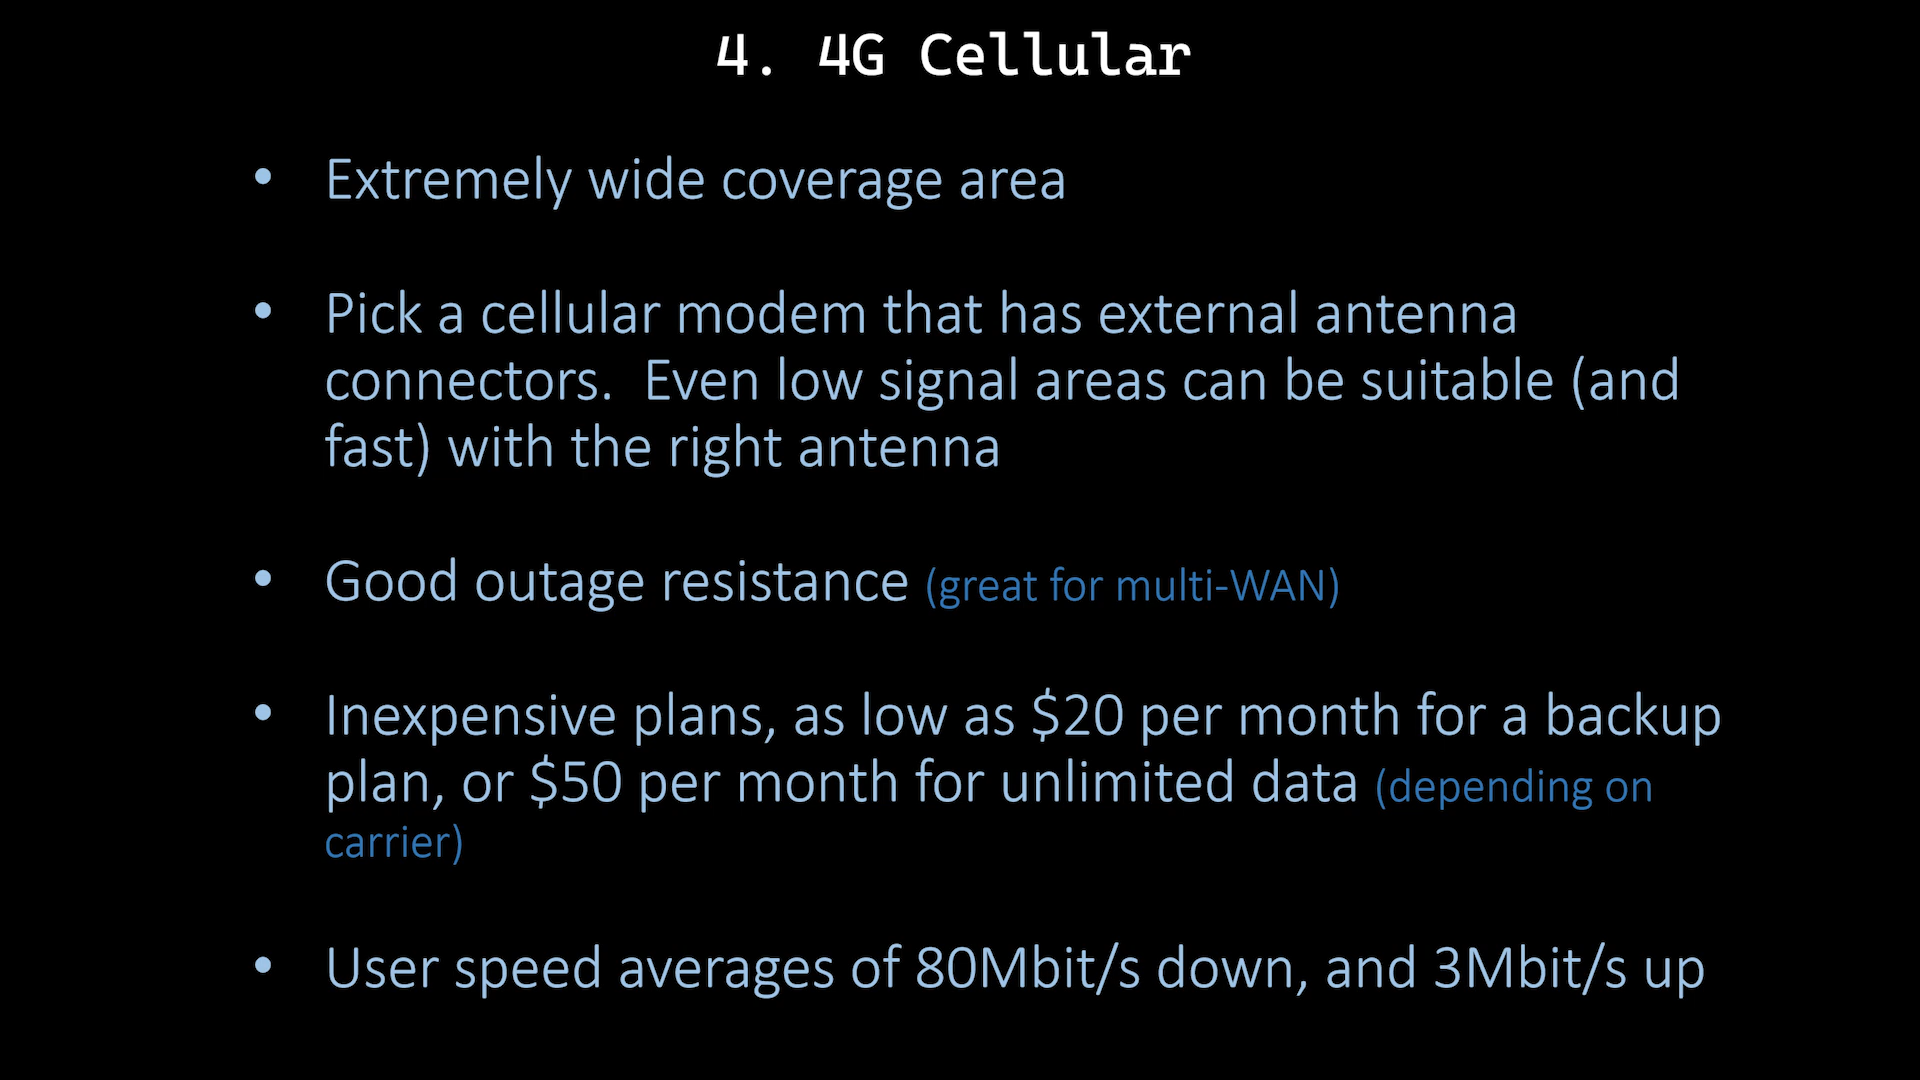 4. 4G Cellular
• Extremely wide coverage area
• Pick a cellular modem that has external antenna
connectors.  Even low signal areas can be suitable (and
fast) with the right antenna
• Good outage resistance (great for multi-WAN)
• Inexpensive plans, as low as $20 per month for a backup
plan, or $50 per month for unlimited data (depending on
carrier)
• User speed averages of 80Mbit/s down, and 3Mbit/s up